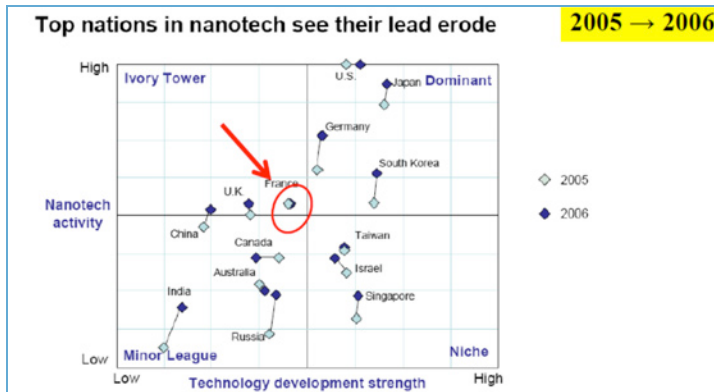 Top nations in nanotech see their lead erode
2005 → 2006
High
Ivory Tower
U.S.
Japan
Dominant
Germany
South Korea
France
U.K.
2005
2006
Nanotech
activity
China
Taiwan
Canada
Israel
Australia
India
Singapore
Russia
Low
Minor League
Niche
Low
Technology development strength
High